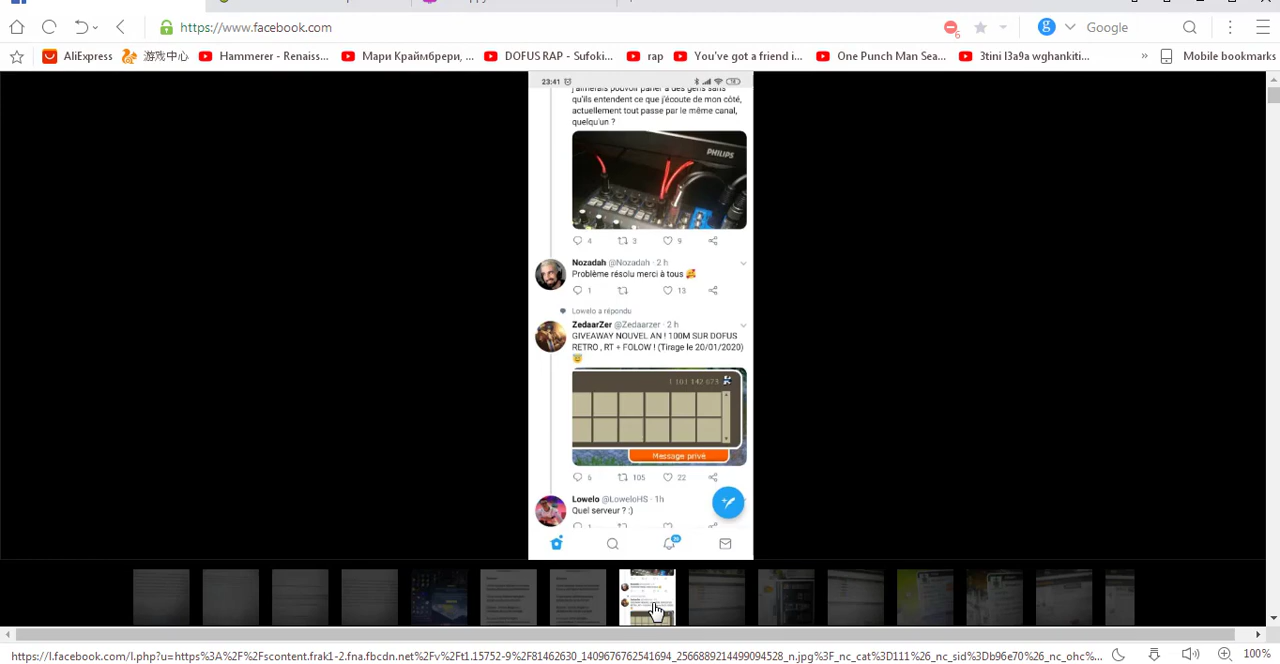 https://www.facebook.com
6
g
Google
AliExpress
游戏中心
Hammerer - Renaiss...
Мари Краймбрери, ...
DOFUS RAP - Sufoki...
rap
You've got a friend i...
One Punch Man Sea...
3tini l3a9a wghankiti...
»
Mobile bookmarks
23:41
j'aimerais pouvoir parler à des gens sans
qu'ils entendent ce que j'écoute de mon côté,
actuellement tout passe par le même canal,
quelqu'un ?
PHILIPS
4 3 9
Nozadah @Nozadah · 2 h
Problème résolu merci à tous 🥰
1 13
Lowelo a répondu
ZedaarZer @Zedaarzer · 2 h
GIVEAWAY NOUVEL AN ! 100M SUR DOFUS
RETRO , RT + FOLOW ! (Tirage le 20/01/2020)
😇
1 101 142 673
Message privé
6 105 22
Lowelo @LoweloHS · 1h
Quel serveur ? :)
https://l.facebook.com/l.php?u=https%3A%2F%2Fscontent.frak1-2.fna.fbcdn.net%2Fv%2Ft1.15752-9%2F81462630_1409676762541694_2566889214499094528_n.jpg%3F_nc_cat%3D111%26_nc_sid%3Db96e70%26_nc_ohc%...
100%